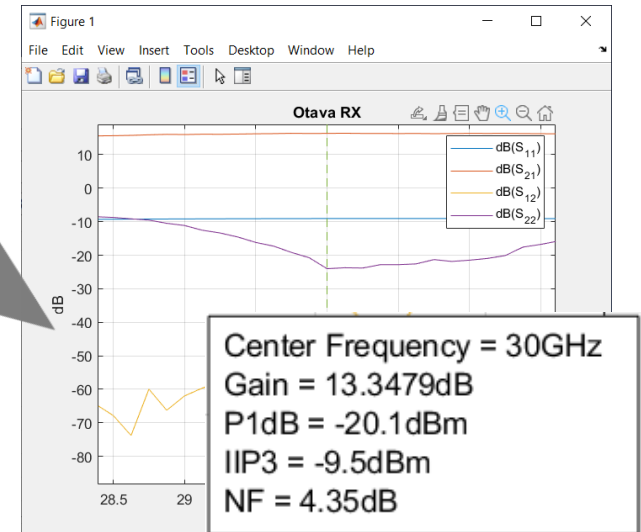 Figure 1
File Edit View Insert Tools Desktop Window Help
Otava RX
dB(S11)
dB(S21)
dB(S12)
dB(S22)
10
0
-10
-20
-30
-40
-50
-60
-70
-80
dB
28.5 29
Center Frequency = 30GHz
Gain = 13.3479dB
P1dB = -20.1dBm
IIP3 = -9.5dBm
NF = 4.35dB